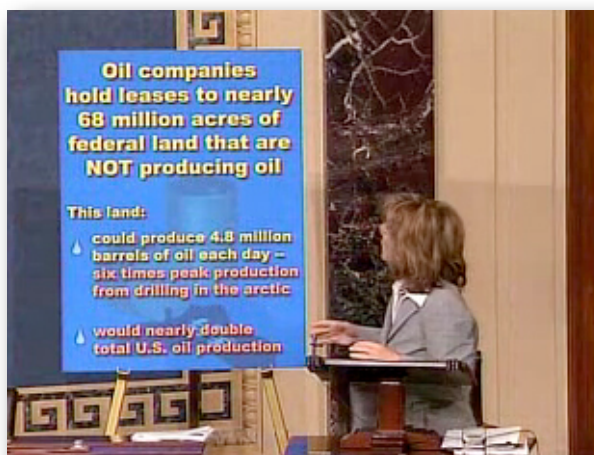 Oil companies
hold leases to nearly
68 million acres of
federal land that are
NOT producing oil
This land:
could produce 4.8 million
barrels of oil each day –
six times peak production
from drilling in the arctic
would nearly double
total U.S. oil production